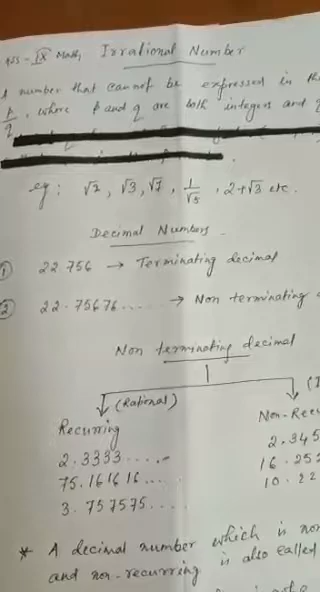 IX Math, Irrational Number
A number that cannot be expressed in the
p/q, where p and q are both integers and q
eg : √2, √3, √7, 1/√5, 2+√3 etc.
Decimal Numbers
① 22.756 → Terminating decimal
② 22.75676..... → Non terminating
Non terminating decimal
(Rational)
Recurring
2.3333.....
75.161616...
3.757575....
Non-Recu
2.345
16.252
10.22
* A decimal number which is non
and non-recurring is also called